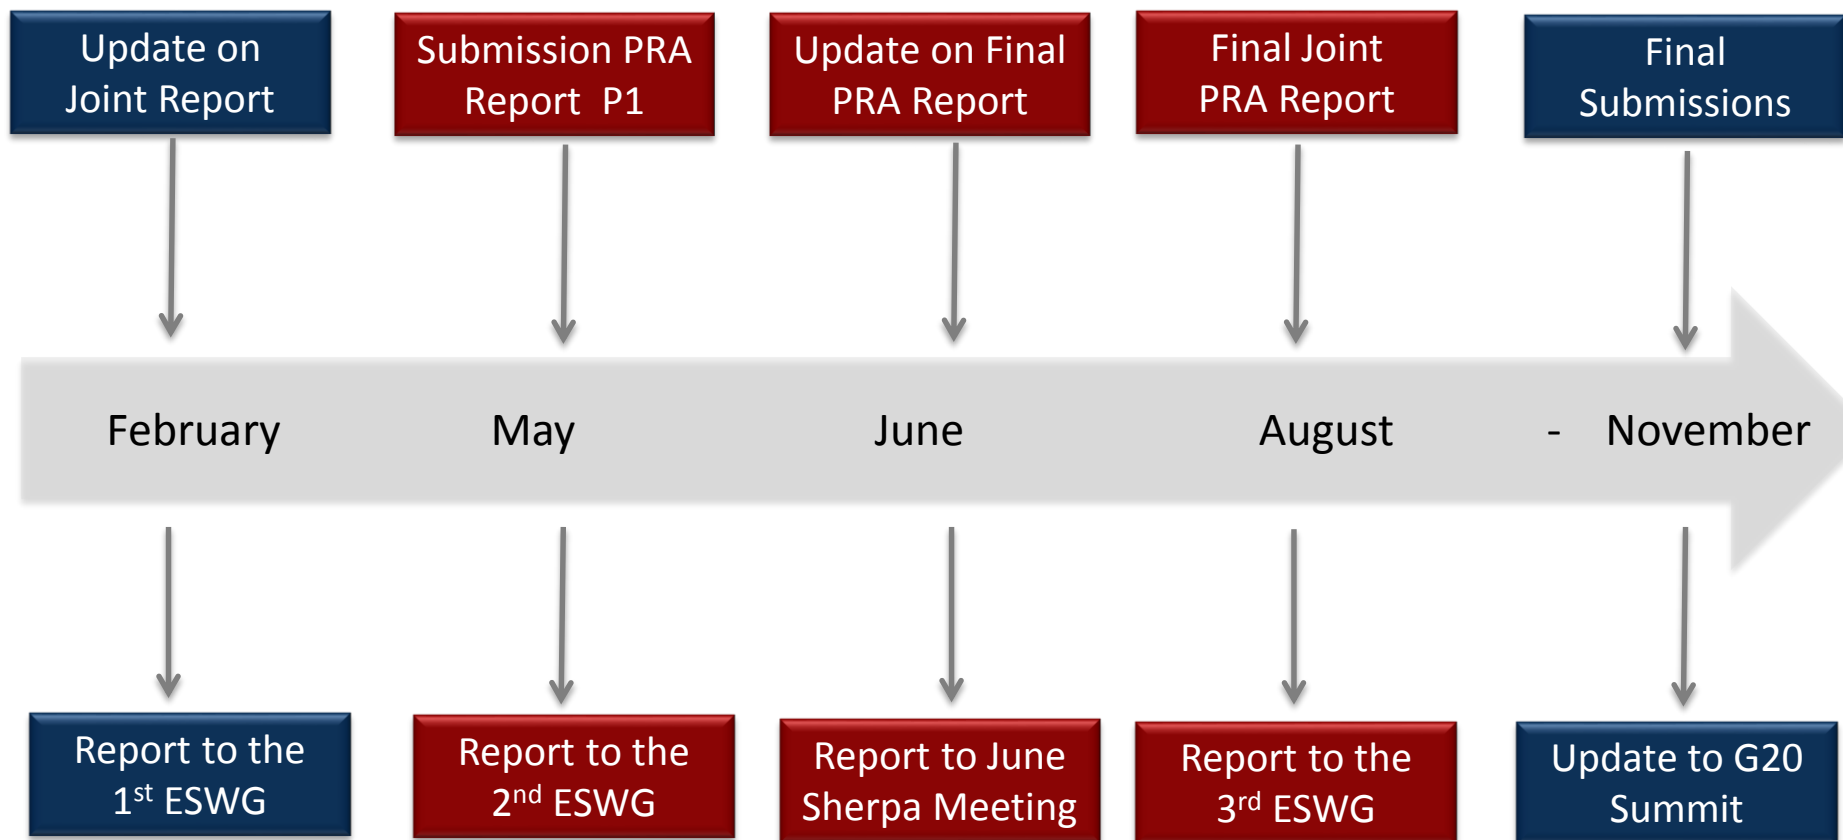 Update on
Joint Report
Submission PRA
Report P1
Update on Final
PRA Report
Final Joint
PRA Report
Final
Submissions
February May June August - November
Report to the
1st ESWG
Report to the
2nd ESWG
Report to June
Sherpa Meeting
Report to the
3rd ESWG
Update to G20
Summit